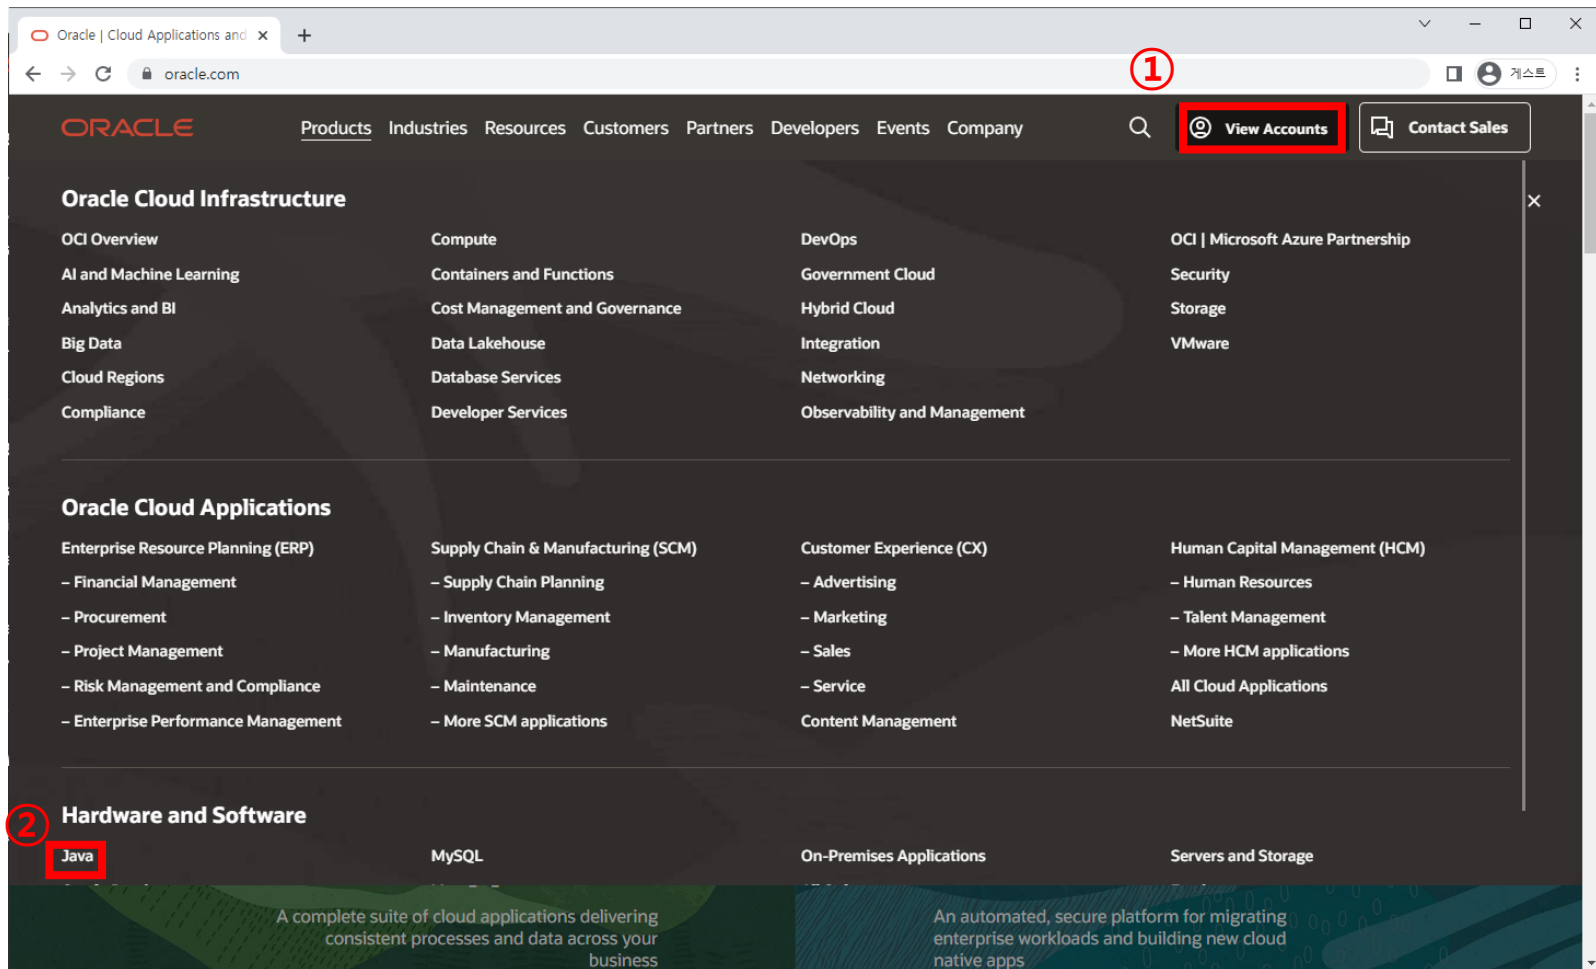 Oracle | Cloud Applications and
oracle.com
게스트
①
ORACLE
Products Industries Resources Customers Partners Developers Events Company
View Accounts
Contact Sales
Oracle Cloud Infrastructure
OCI Overview Compute DevOps OCI | Microsoft Azure Partnership
AI and Machine Learning Containers and Functions Government Cloud Security
Analytics and BI Cost Management and Governance Hybrid Cloud Storage
Big Data Data Lakehouse Integration VMware
Cloud Regions Database Services Networking
Compliance Developer Services Observability and Management
Oracle Cloud Applications
Enterprise Resource Planning (ERP) Supply Chain & Manufacturing (SCM) Customer Experience (CX) Human Capital Management (HCM)
– Financial Management – Supply Chain Planning – Advertising – Human Resources
– Procurement – Inventory Management – Marketing – Talent Management
– Project Management – Manufacturing – Sales – More HCM applications
– Risk Management and Compliance – Maintenance – Service All Cloud Applications
– Enterprise Performance Management – More SCM applications Content Management NetSuite
Hardware and Software
②
Java MySQL On-Premises Applications Servers and Storage
A complete suite of cloud applications delivering
consistent processes and data across your
business
An automated, secure platform for migrating
enterprise workloads and building new cloud
native apps